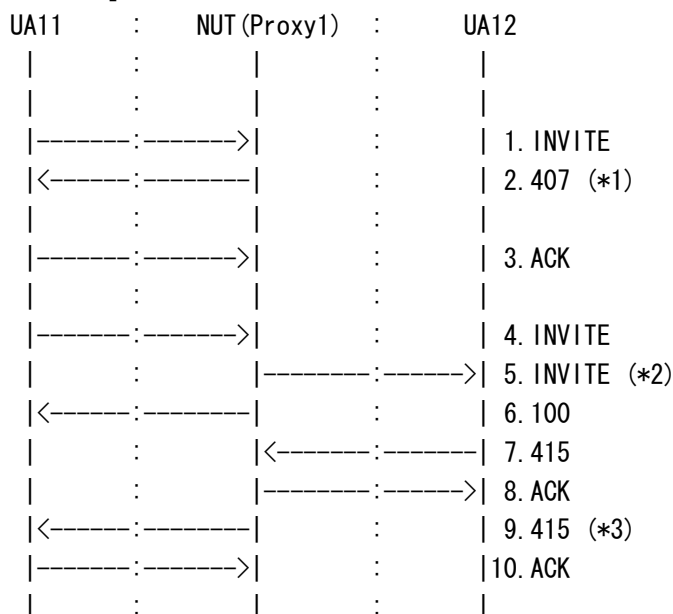 UA11 : NUT(Proxy1) : UA12
| : | : |
| : | : |
|-------:------->| : | 1. INVITE
|<------:--------| : | 2. 407 (*1)
| : | : |
|-------:------->| : | 3. ACK
| : | : |
|-------:------->| : | 4. INVITE
| : |--------:------>| 5. INVITE (*2)
|<------:--------| : | 6. 100
| : |<-------:-------| 7. 415
| : |--------:------>| 8. ACK
|<------:--------| : | 9. 415 (*3)
|-------:------->| : |10. ACK
| : | : |